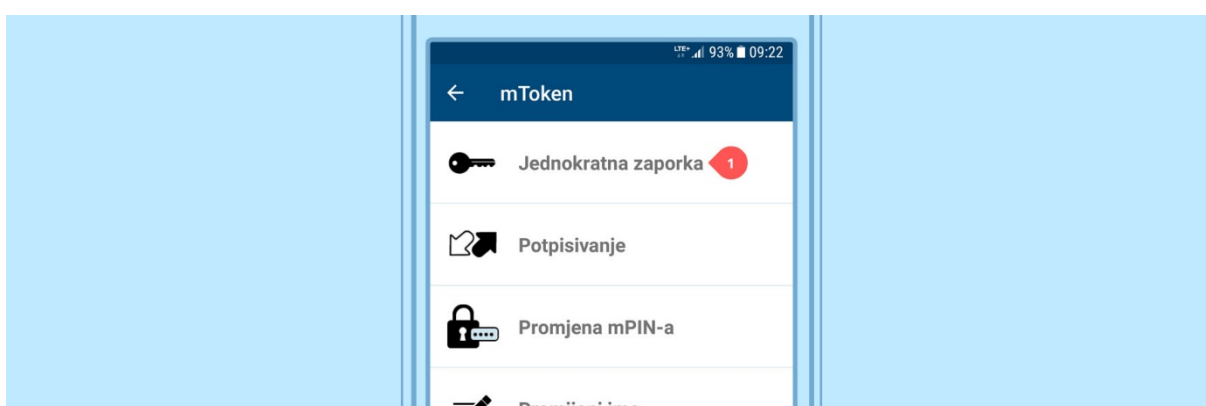 LTE+ 93% 09:22
mToken
Jednokratna zaporka 1
Potpisivanje
Promjena mPIN-a